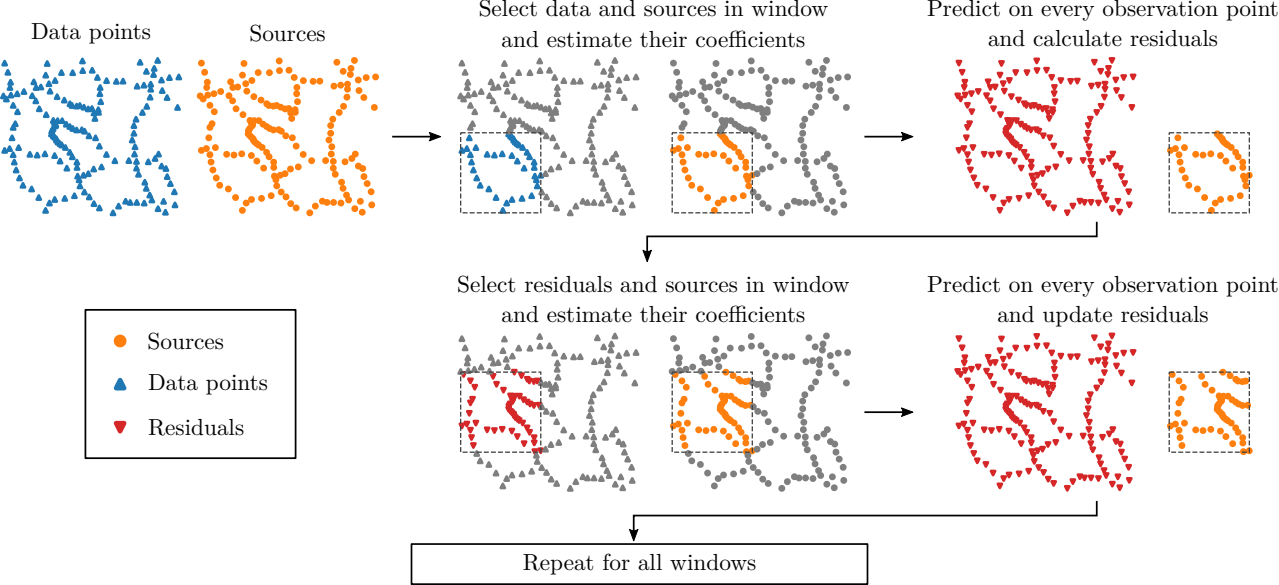 Data points
Sources
Select data and sources in window
and estimate their coefficients
Predict on every observation point
and calculate residuals
Select residuals and sources in window
and estimate their coefficients
Predict on every observation point
and update residuals
Sources
Data points
Residuals
Repeat for all windows